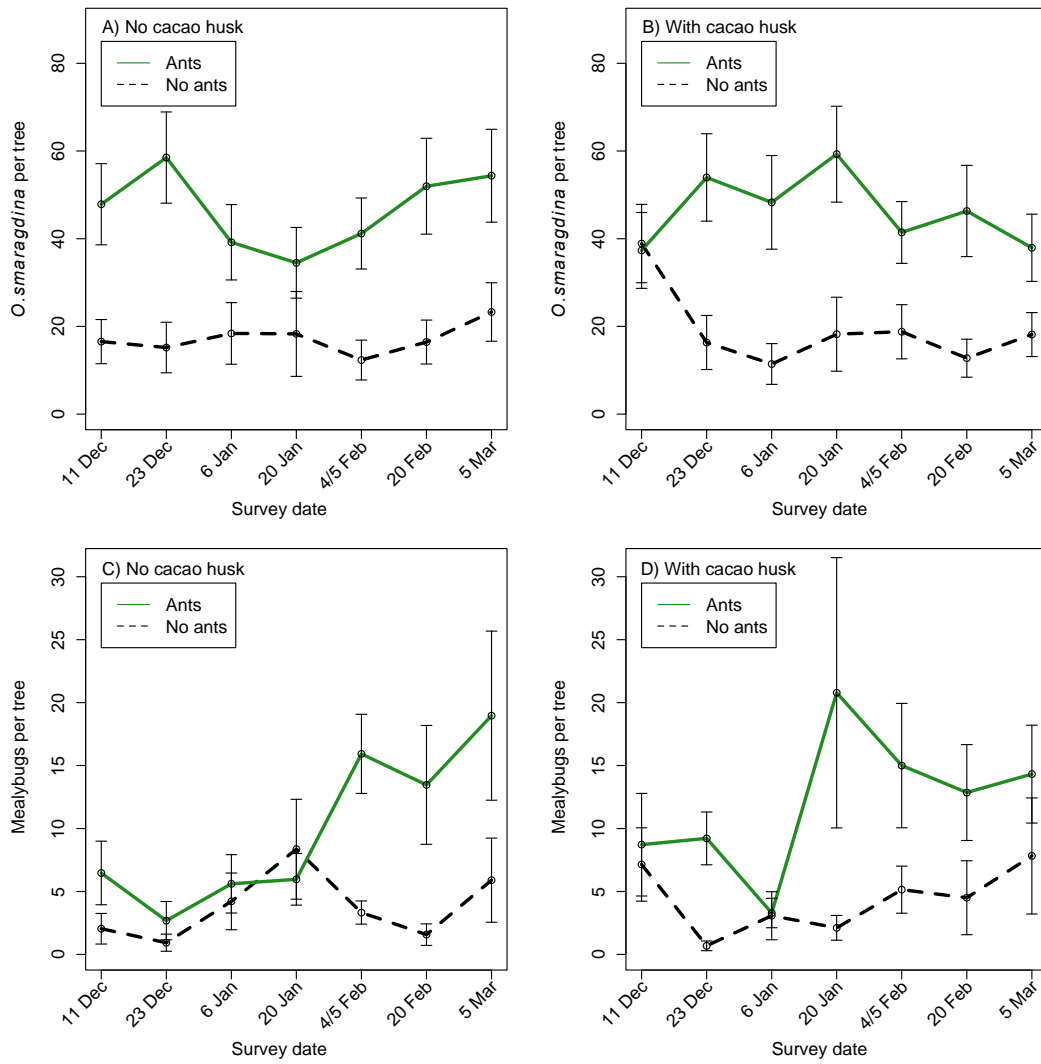 A) No cacao husk
Ants
No ants
O.smaragdina per tree
80
60
40
20
0
11 Dec
23 Dec
6 Jan
20 Jan
4/5 Feb
20 Feb
5 Mar
Survey date
B) With cacao husk
Ants
No ants
O.smaragdina per tree
80
60
40
20
0
11 Dec
23 Dec
6 Jan
20 Jan
4/5 Feb
20 Feb
5 Mar
Survey date
C) No cacao husk
Ants
No ants
Mealybugs per tree
30
25
20
15
10
5
0
11 Dec
23 Dec
6 Jan
20 Jan
4/5 Feb
20 Feb
5 Mar
Survey date
D) With cacao husk
Ants
No ants
Mealybugs per tree
30
25
20
15
10
5
0
11 Dec
23 Dec
6 Jan
20 Jan
4/5 Feb
20 Feb
5 Mar
Survey date